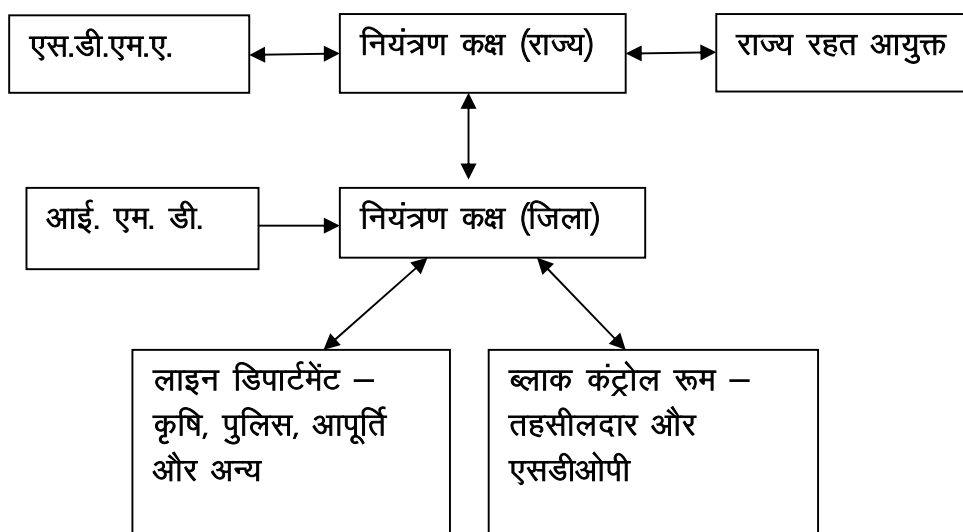 एस.डी.एम.ए.
नियंत्रण कक्ष (राज्य)
राज्य रहत आयुक्त
आई. एम. डी.
नियंत्रण कक्ष (जिला)
लाइन डिपार्टमेंट –
कृषि, पुलिस, आपूर्ति
और अन्य
ब्लाक कंट्रोल रूम –
तहसीलदार और
एसडीओपी